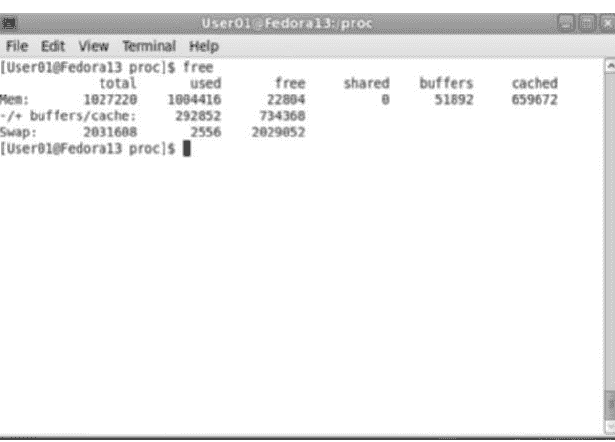 User01@Fedora13:/proc
File Edit View Terminal Help
[User01@Fedora13 proc]$ free
total used free shared buffers cached
Mem: 1027220 1004416 22804 0 51892 659672
-/+ buffers/cache: 292852 734368
Swap: 2031608 2556 2029052
[User01@Fedora13 proc]$